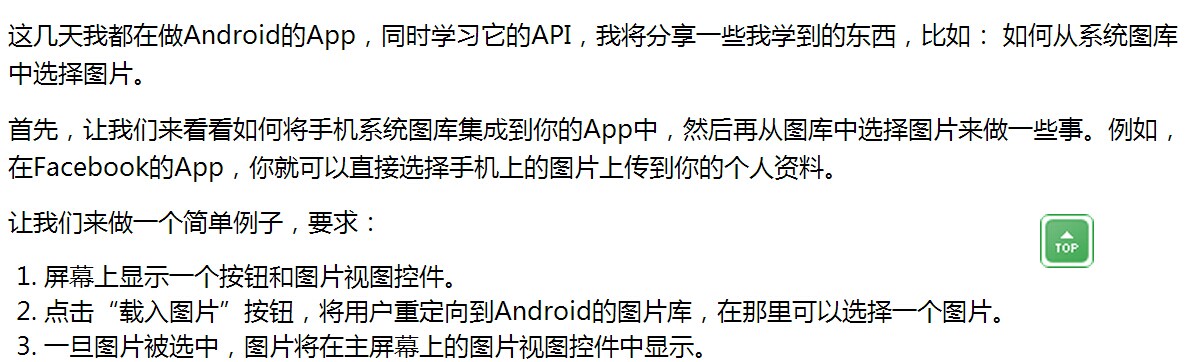 这几天我都在做Android的App，同时学习它的API，我将分享一些我学到的东西，比如： 如何从系统图库
中选择图片。
首先，让我们来看看如何将手机系统图库集成到你的App中，然后再从图库中选择图片来做一些事。例如，
在Facebook的App，你就可以直接选择手机上的图片上传到你的个人资料。
让我们来做一个简单例子，要求：
TOP
1. 屏幕上显示一个按钮和图片视图控件。
2. 点击“载入图片”按钮，将用户重定向到Android的图片库，在那里可以选择一个图片。
3. 一旦图片被选中，图片将在主屏幕上的图片视图控件中显示。